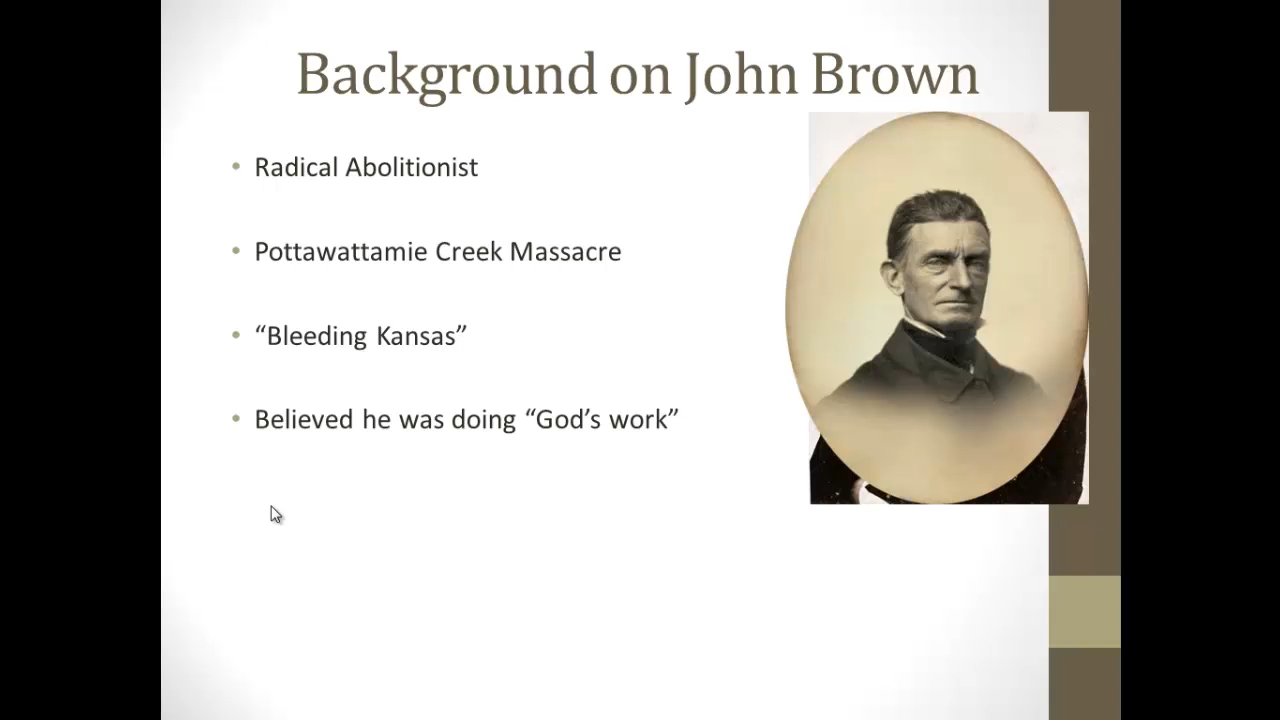 Background on John Brown
• Radical Abolitionist
• Pottawattamie Creek Massacre
• “Bleeding Kansas”
• Believed he was doing “God’s work”